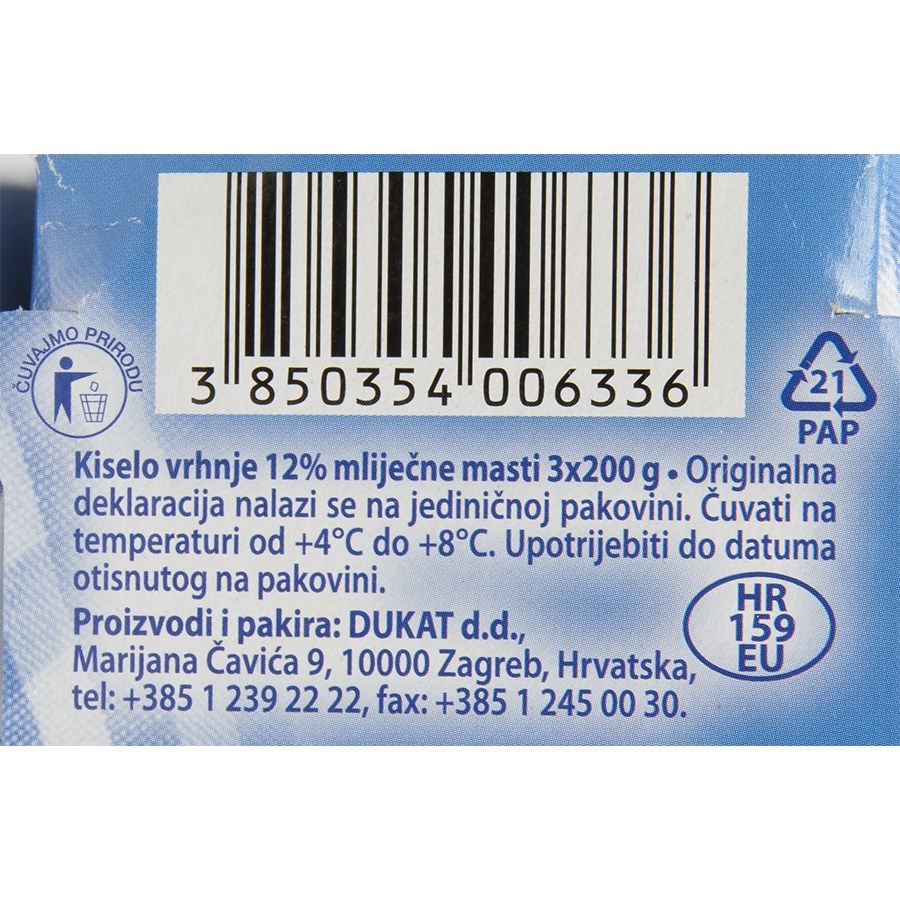 3 850354 006336
ČUVAJMO PRIRODU
21
PAP
Kiselo vrhnje 12% mliječne masti 3x200 g • Originalna
deklaracija nalazi se na jediničnoj pakovini. Čuvati na
temperaturi od +4°C do +8°C. Upotrijebiti do datuma
otisnutog na pakovini.
Proizvodi i pakira: DUKAT d.d.,
Marijana Čavića 9, 10000 Zagreb, Hrvatska,
tel: +385 1 239 22 22, fax: +385 1 245 00 30.
HR
159
EU